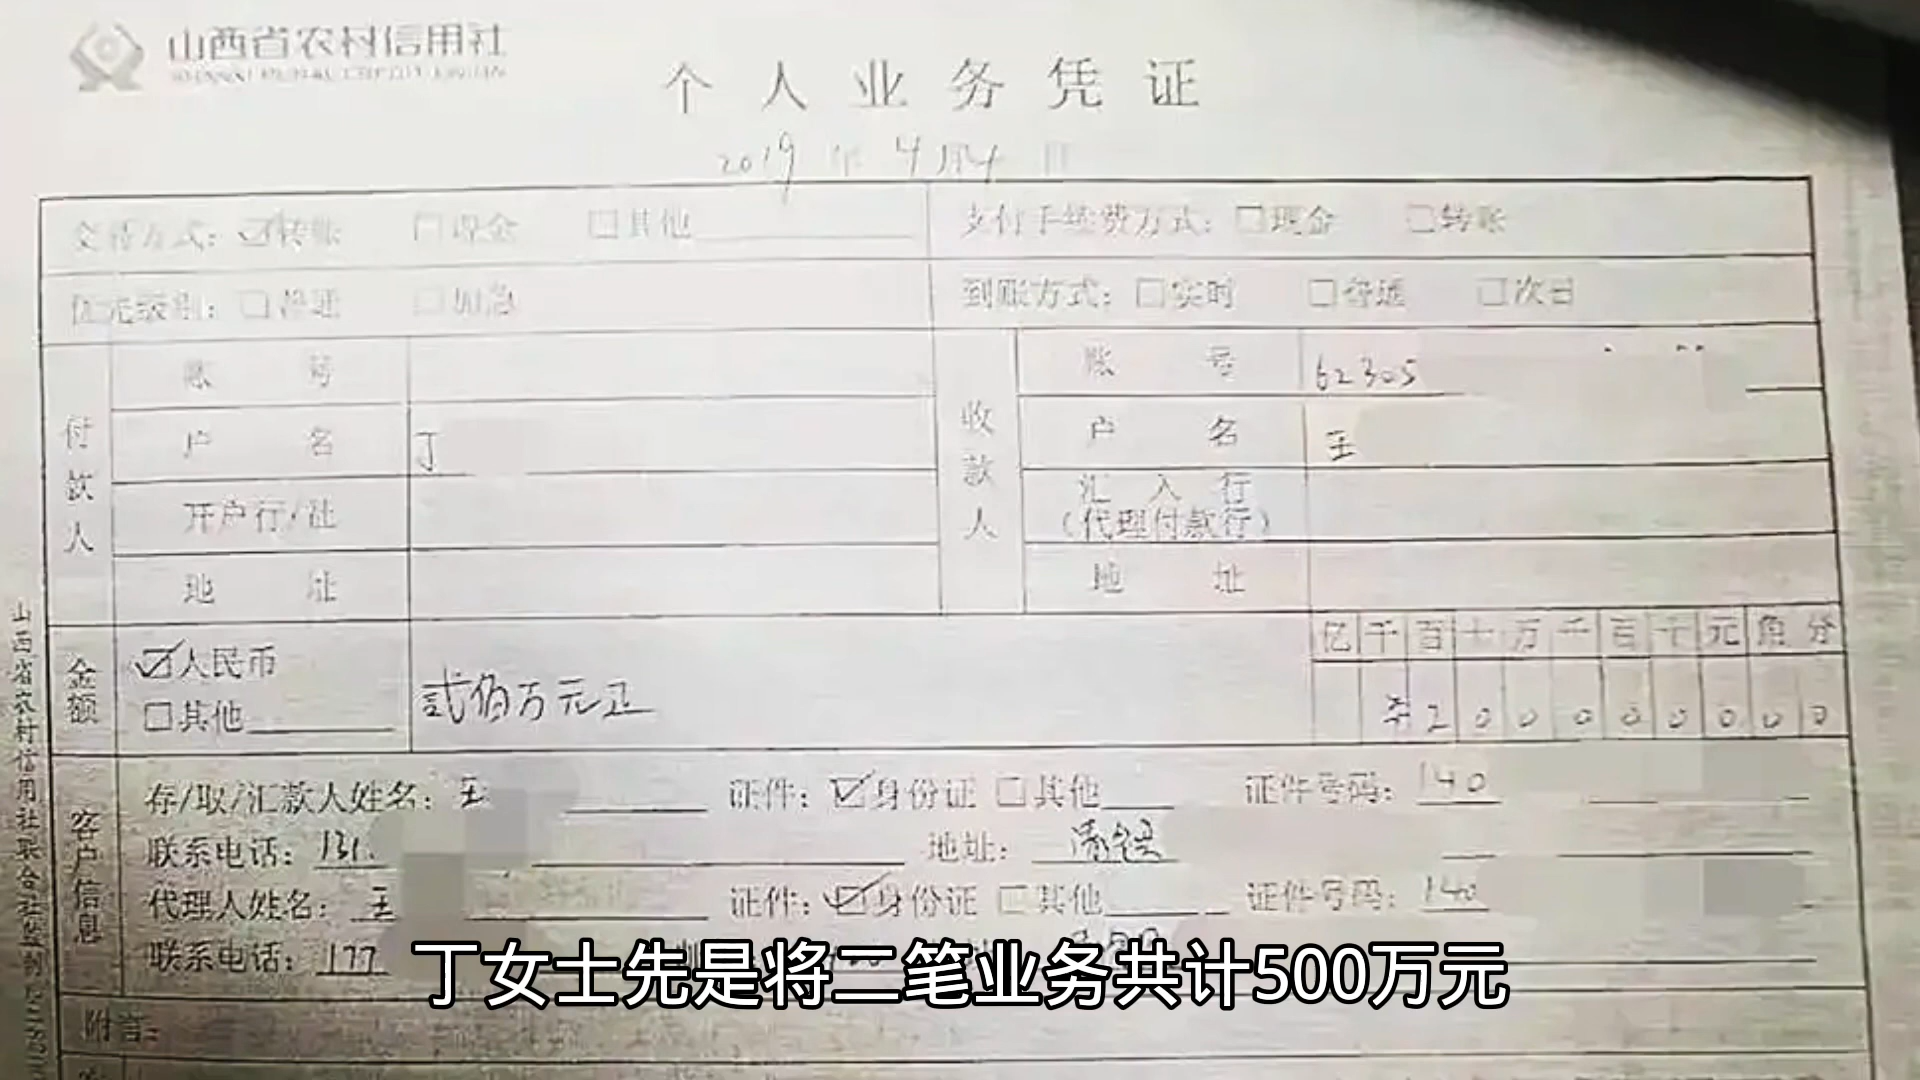 山西省农村信用社
SHANXI RURAL CREDIT UNION
个人业务凭证
2019年4月 日
交易方式：☑转账 □现金 □其他 支付手续费方式：□现金 □转账
优先级别：□普通 □加急 到账方式：□实时 □普通 □次日
付款人 收款人
账号 账号 62305
户名 丁 户名 王
开户行/社 汇入行
（代理付款行）
地址 地址
金额 ☑人民币 贰佰万元正 亿千百十万千百十元角分
□其他 ¥200000000
客户信息
存/取/汇款人姓名：王 证件：☑身份证 □其他 证件号码：140
联系电话：131 地址：清徐县
代理人姓名：王 证件：☑身份证 □其他 证件号码：140
联系电话：177
丁女士先是将二笔业务共计500万元
附言：
山西省农村信用社联合社监制